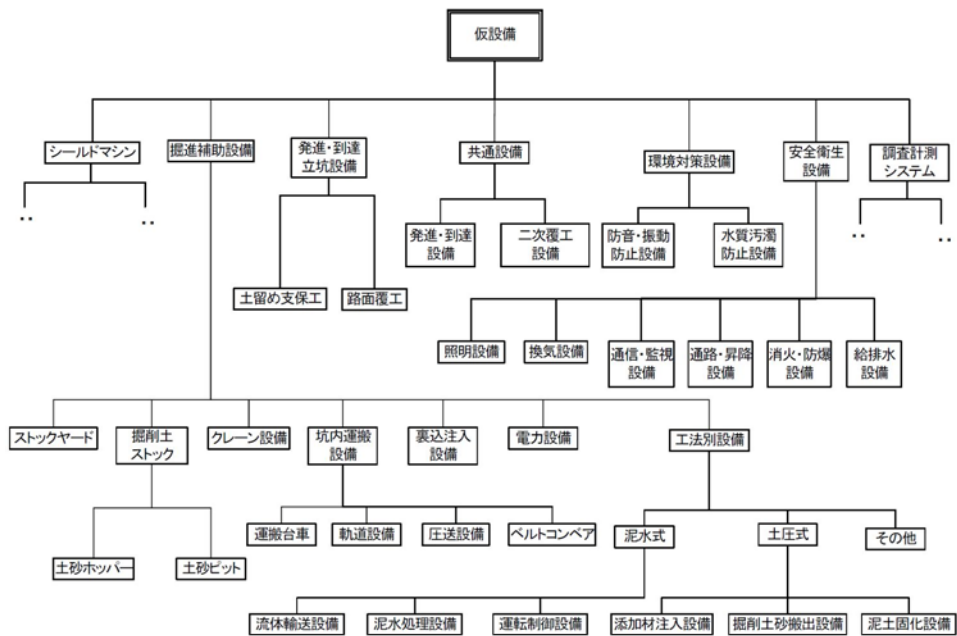 仮設備
シールドマシン
掘進補助設備
発進・到達
立坑設備
共通設備
環境対策設備
安全衛生
設備
調査計測
システム
‥
‥
発進・到達
設備
二次覆工
設備
防音・振動
防止設備
水質汚濁
防止設備
‥
‥
土留め支保工
路面覆工
照明設備
換気設備
通信・監視
設備
通路・昇降
設備
消火・防爆
設備
給排水
設備
ストックヤード
掘削土
ストック
クレーン設備
坑内運搬
設備
裏込注入
設備
電力設備
工法別設備
運搬台車
軌道設備
圧送設備
ベルトコンベア
泥水式
土圧式
その他
土砂ホッパー
土砂ピット
流体輸送設備
泥水処理設備
運転制御設備
添加材注入設備
掘削土砂搬出設備
泥土固化設備